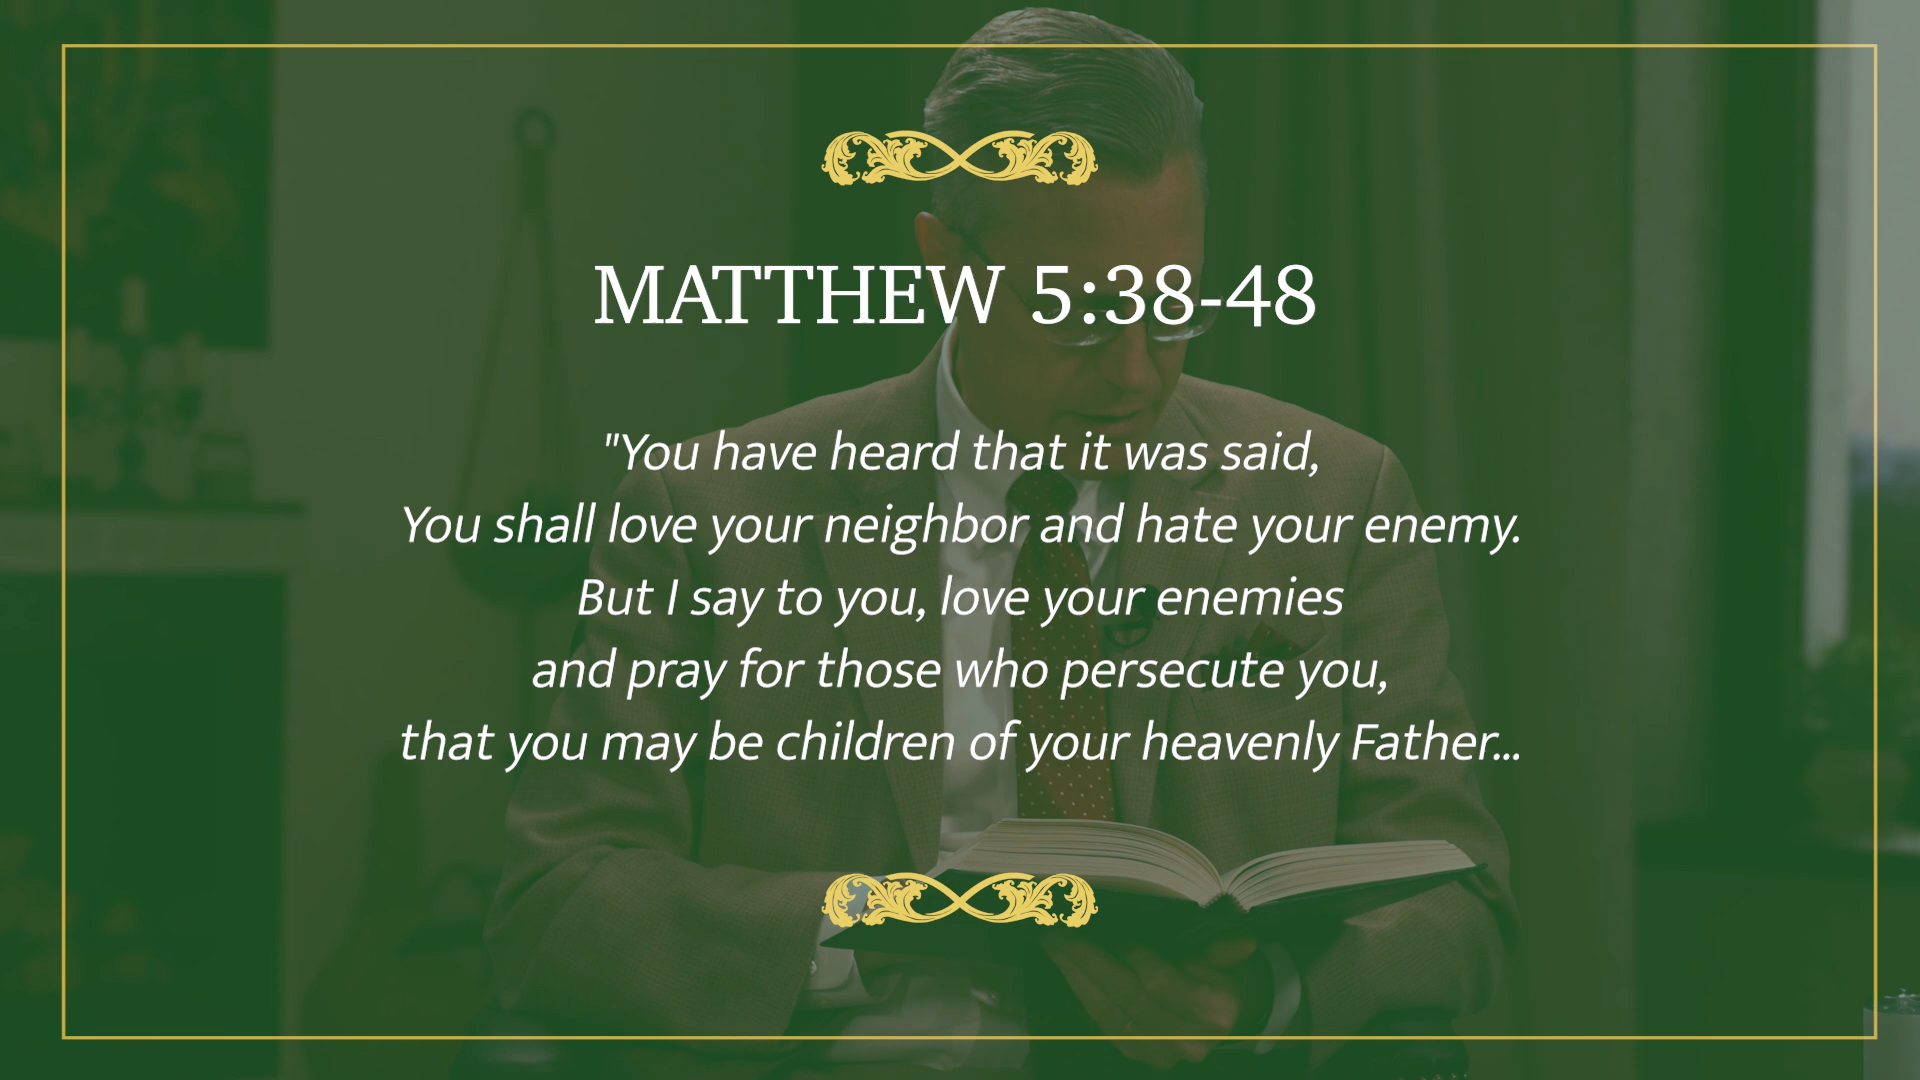 MATTHEW 5:38-48
"You have heard that it was said,
You shall love your neighbor and hate your enemy.
But I say to you, love your enemies
and pray for those who persecute you,
that you may be children of your heavenly Father...